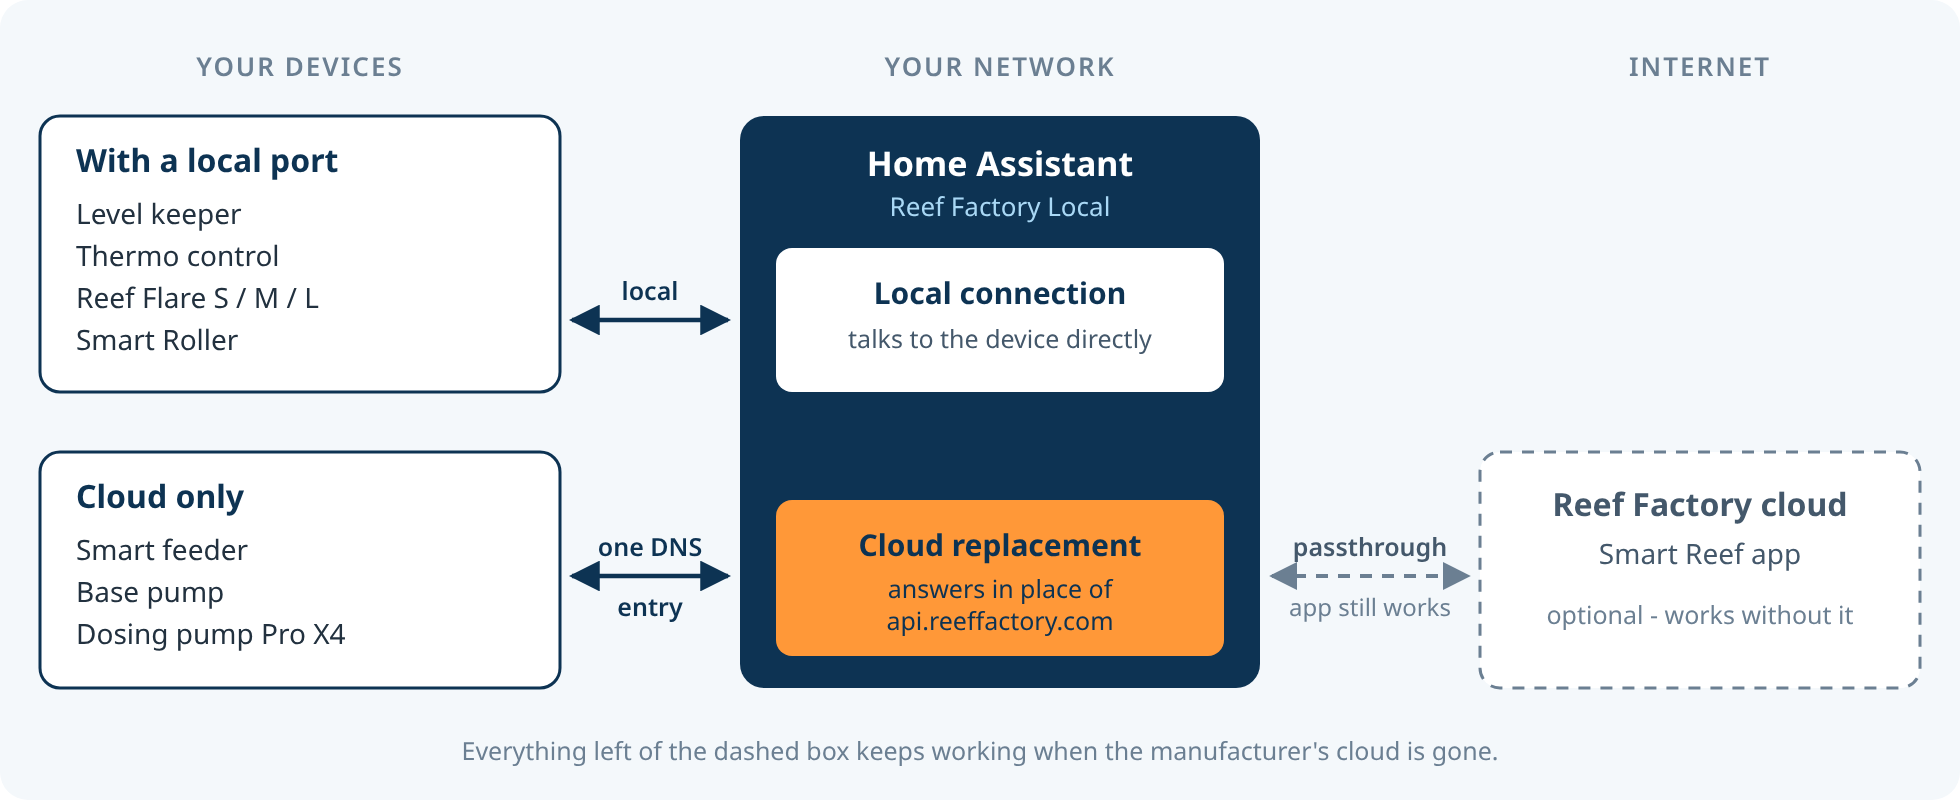 YOUR DEVICES
YOUR NETWORK
INTERNET
With a local port
Level keeper
Thermo control
Reef Flare S / M / L
Smart Roller
local
Home Assistant
Reef Factory Local
Local connection
talks to the device directly
Cloud only
Smart feeder
Base pump
Dosing pump Pro X4
one DNS
entry
Cloud replacement
answers in place of
api.reeffactory.com
passthrough
app still works
Reef Factory cloud
Smart Reef app
optional - works without it
Everything left of the dashed box keeps working when the manufacturer's cloud is gone.